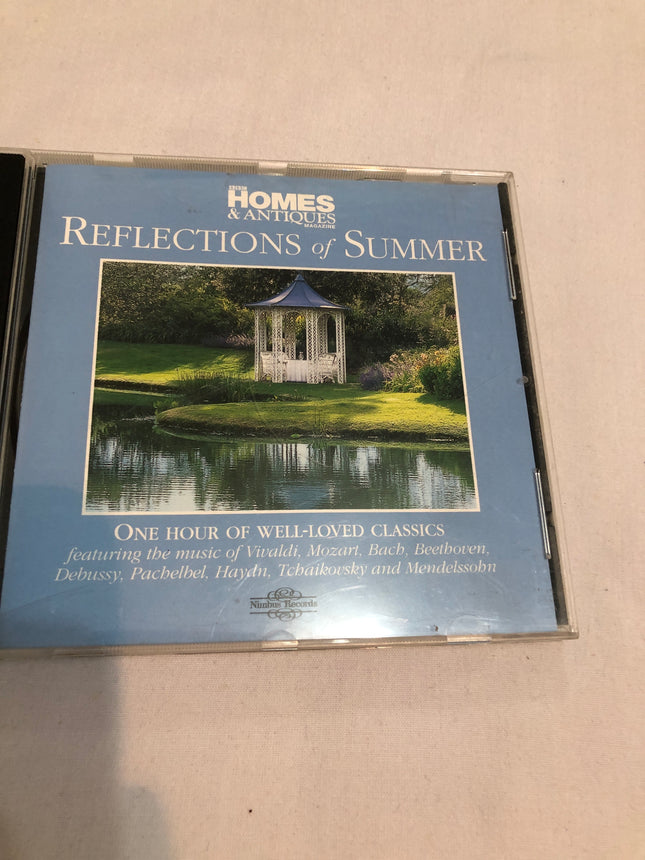 BBC
HOMES
& ANTIQUES
MAGAZINE
REFLECTIONS of SUMMER
ONE HOUR OF WELL-LOVED CLASSICS
featuring the music of Vivaldi, Mozart, Bach, Beethoven,
Debussy, Pachelbel, Haydn, Tchaikovsky and Mendelssohn
Nimbus Records